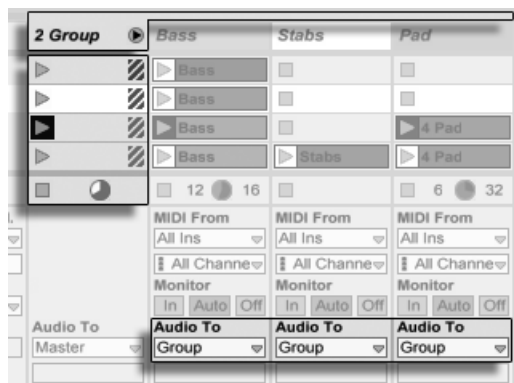 2 Group Bass Stabs Pad
Bass
Bass
Bass 4 Pad
Bass Stabs 4 Pad
12 16 6 32
MIDI From MIDI From MIDI From
All Ins All Ins All Ins
All Channe All Channe All Channe
Monitor Monitor Monitor
In Auto Off In Auto Off In Auto Off
Audio To Audio To Audio To Audio To
Master Group Group Group